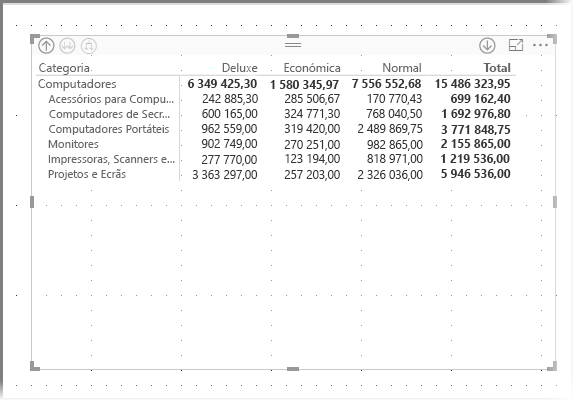 Categoria Deluxe Económica Normal Total
Computadores 6 349 425,30 1 580 345,97 7 556 552,68 15 486 323,95
Acessórios para Compu... 242 885,30 285 506,67 170 770,43 699 162,40
Computadores de Secr... 600 165,00 324 771,30 768 040,50 1 692 976,80
Computadores Portáteis 962 559,00 319 420,00 2 489 869,75 3 771 848,75
Monitores 902 749,00 270 251,00 982 865,00 2 155 865,00
Impressoras, Scanners e... 277 770,00 123 194,00 818 971,00 1 219 536,00
Projetos e Ecrãs 3 363 297,00 257 203,00 2 326 036,00 5 946 536,00